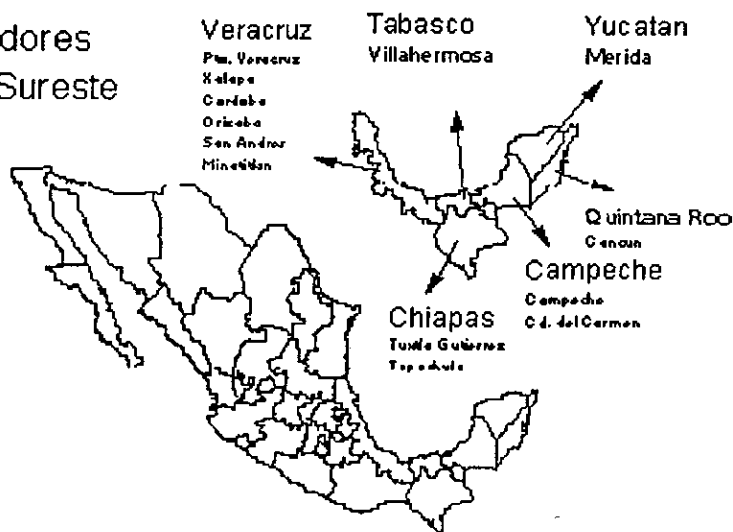 dores
Sureste
Veracruz
Pto. Veracruz
Xalapa
Cordoba
Orizaba
San Andres
Minatitlan
Tabasco
Villahermosa
Yucatan
Merida
Quintana Roo
Cancun
Campeche
Campeche
Cd. del Carmen
Chiapas
Tuxtla Gutierrez
Tapachula